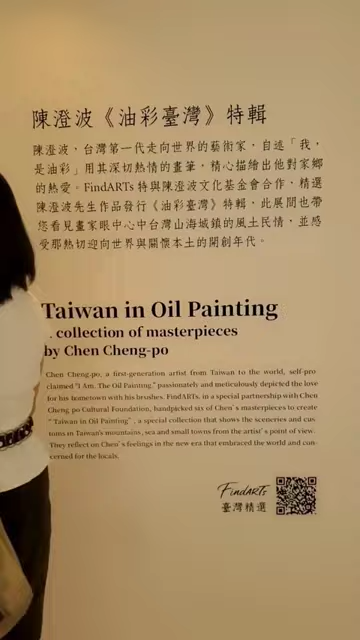 陳澄波《油彩臺灣》特輯
陳澄波，台灣第一代走向世界的藝術家，自述「我，
是油彩」用其深切熱情的畫筆，精心描繪出他對家鄉
的熱愛。FindARTs 特與陳澄波文化基金會合作，精選
陳澄波先生作品發行《油彩臺灣》特輯，此展間也帶
您看見畫家眼中心中台灣山海城鎮的風土民情，並感
受那熱切迎向世界與關懷本土的開創年代。
Taiwan in Oil Painting
collection of masterpieces
by Chen Cheng-po
Chen Cheng-po, a first-generation artist from Taiwan to the world, self-pro
claimed "I Am. The Oil Painting." passionately and meticulously depicted the love
for his hometown with his brushes. FindARTs, in a special partnership with Chen
Cheng po Cultural Foundation, handpicked six of Chen's masterpieces to create
"Taiwan in Oil Painting", a special collection that shows the sceneries and cus-
toms in Taiwan's mountains, sea and small towns from the artist's point of view.
They reflect on Chen's feelings in the new era that embraced the world and con-
cerned for the locals.
FindARTs
臺灣精選